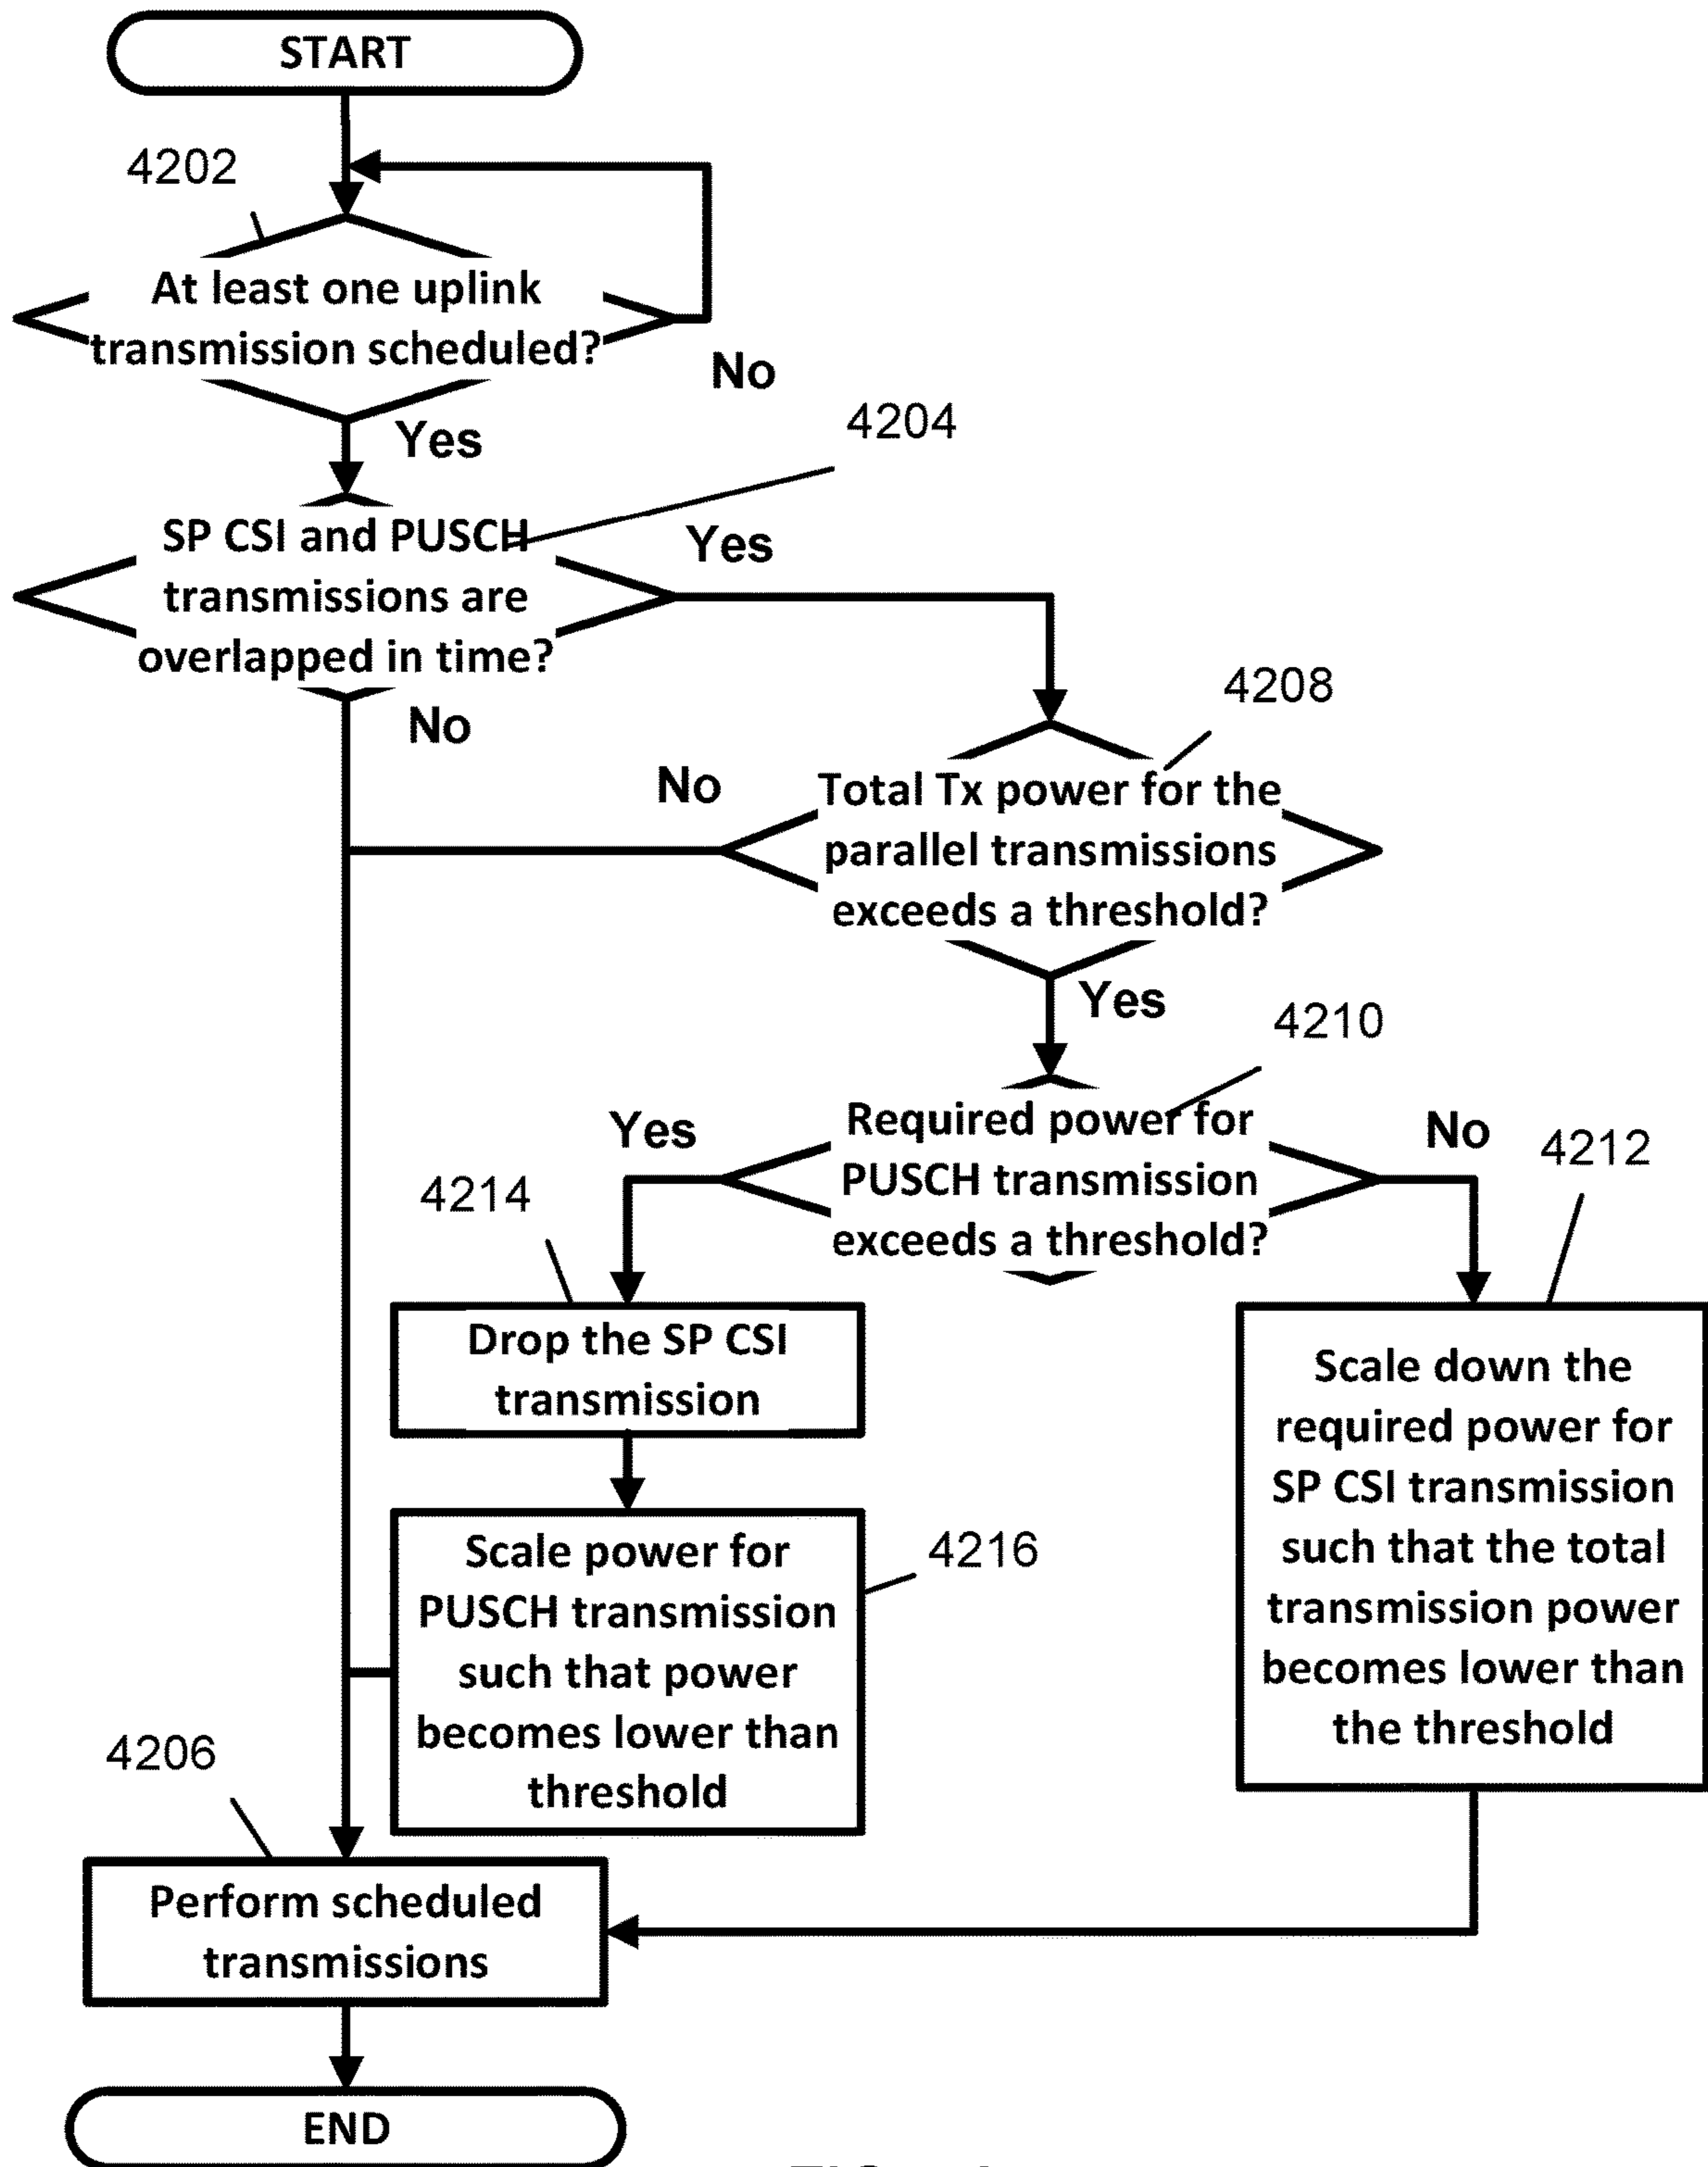 START
4202
At least one uplink
transmission scheduled?
No
Yes
4204
SP CSI and PUSCH
transmissions are
overlapped in time?
Yes
No
4208
No
Total Tx power for the
parallel transmissions
exceeds a threshold?
Yes
4210
Required power for
PUSCH transmission
exceeds a threshold?
Yes
No
4212
4214
Drop the SP CSI
transmission
Scale down the
required power for
SP CSI transmission
such that the total
transmission power
becomes lower than
the threshold
Scale power for
PUSCH transmission
such that power
becomes lower than
threshold
4216
4206
Perform scheduled
transmissions
END